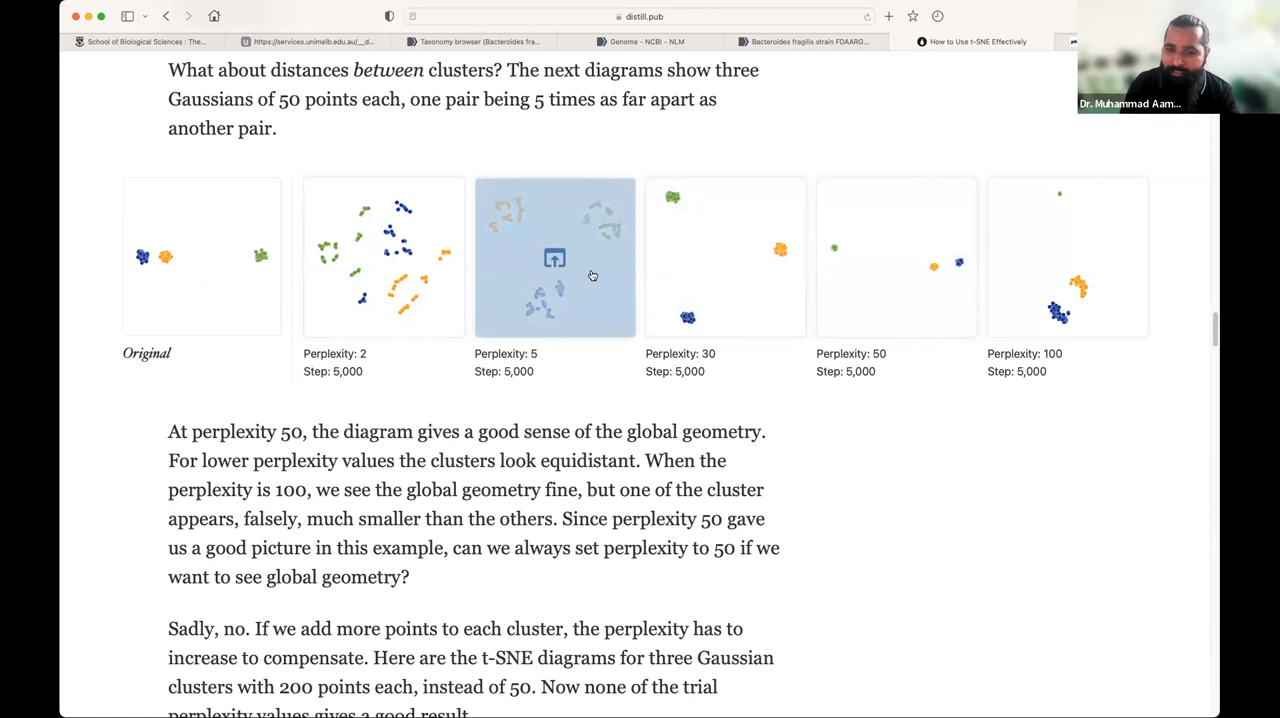 distill.pub
School of Biological Sciences : The...
https://services.unimelb.edu.au/__d...
Taxonomy browser (Bacteroides fra...
Genome - NCBI - NLM
Bacteroides fragilis strain FDAARG...
How to Use t-SNE Effectively
Dr. Muhammad Aam...
What about distances between clusters? The next diagrams show three
Gaussians of 50 points each, one pair being 5 times as far apart as
another pair.
Original
Perplexity: 2
Step: 5,000
Perplexity: 5
Step: 5,000
Perplexity: 30
Step: 5,000
Perplexity: 50
Step: 5,000
Perplexity: 100
Step: 5,000
At perplexity 50, the diagram gives a good sense of the global geometry.
For lower perplexity values the clusters look equidistant. When the
perplexity is 100, we see the global geometry fine, but one of the cluster
appears, falsely, much smaller than the others. Since perplexity 50 gave
us a good picture in this example, can we always set perplexity to 50 if we
want to see global geometry?
Sadly, no. If we add more points to each cluster, the perplexity has to
increase to compensate. Here are the t-SNE diagrams for three Gaussian
clusters with 200 points each, instead of 50. Now none of the trial
perplexity values gives a good result.